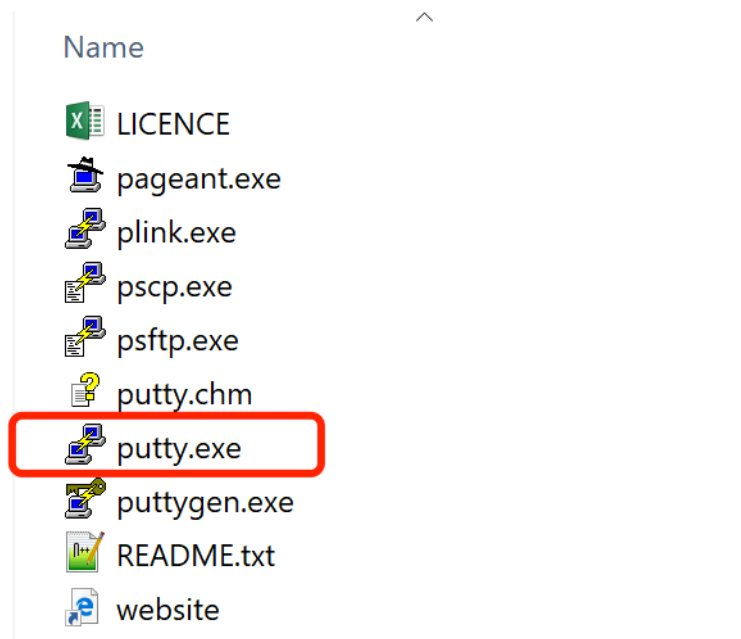 Name
LICENCE
pageant.exe
plink.exe
pscp.exe
psftp.exe
putty.chm
putty.exe
puttygen.exe
README.txt
website